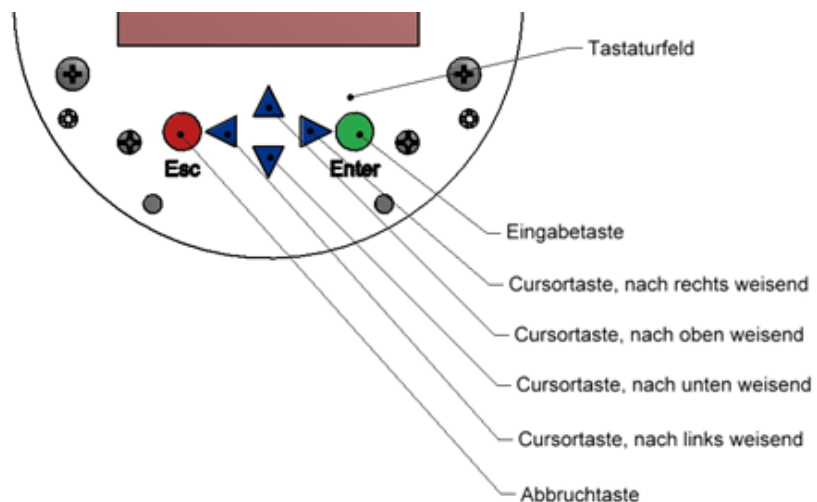 Tastaturfeld
Esc
Enter
Eingabetaste
Cursortaste, nach rechts weisend
Cursortaste, nach oben weisend
Cursortaste, nach unten weisend
Cursortaste, nach links weisend
Abbruchtaste